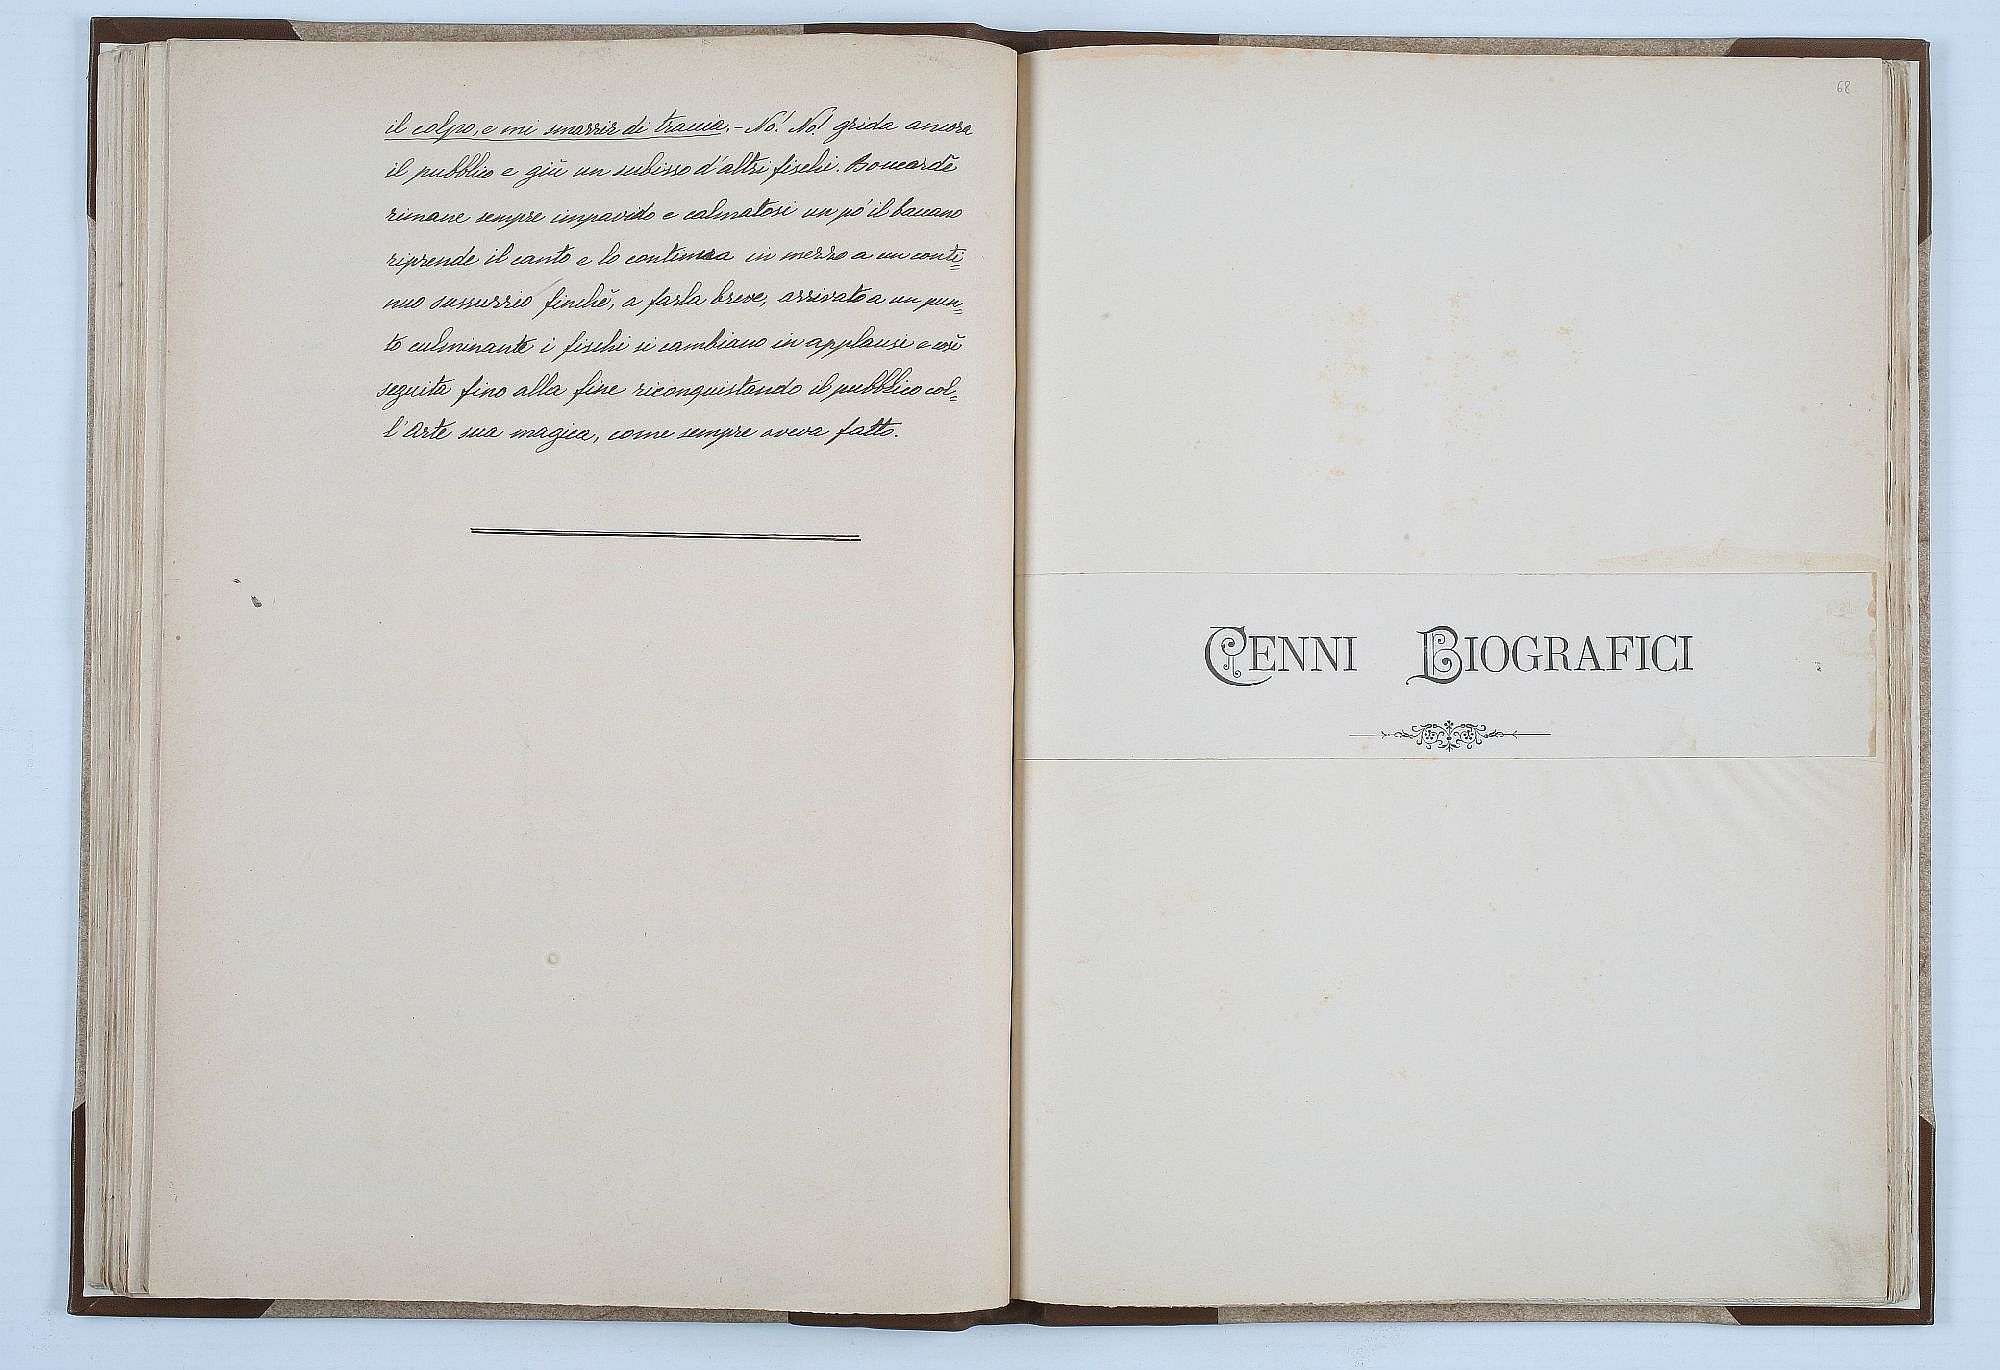 il colpo, e mi smarrir di traccia. - No! No! grida ancora
il pubblico e giù un subisso d'altri fischi. Boucardè
rimane sempre impavido e calmatosi un pò il baccano
riprende il canto e lo continua in mezzo a un conti=
nuo sussurrio finchè, a farla breve, arrivato a un pun=
to culminante i fischi si cambiano in applausi e così
seguita fino alla fine riconquistando il pubblico col=
l'Arte sua magica, come sempre aveva fatto.
68
CENNI BIOGRAFICI